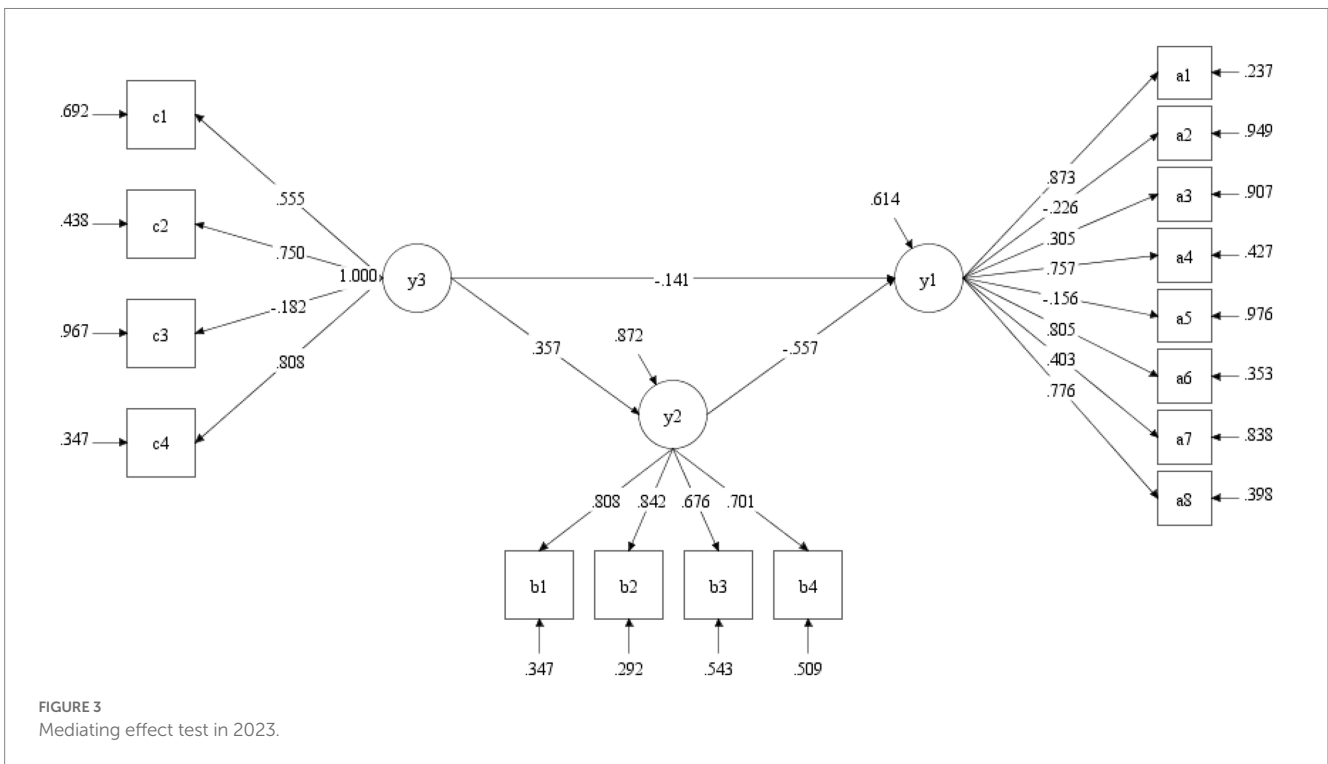 a1
.237
.692
c1
a2
.949
.873
.555
-.226
a3
.907
.614
.305
.438
c2
.750
.757
a4
.427
1.000
y3
-.141
y1
-.156
a5
.976
-.182
.805
.967
c3
.872
.357
-.557
.403
a6
.353
.808
.776
y2
a7
.838
.347
c4
a8
.398
.808
.842
.676
.701
b1
b2
b3
b4
.347
.292
.543
.509
FIGURE 3
Mediating effect test in 2023.